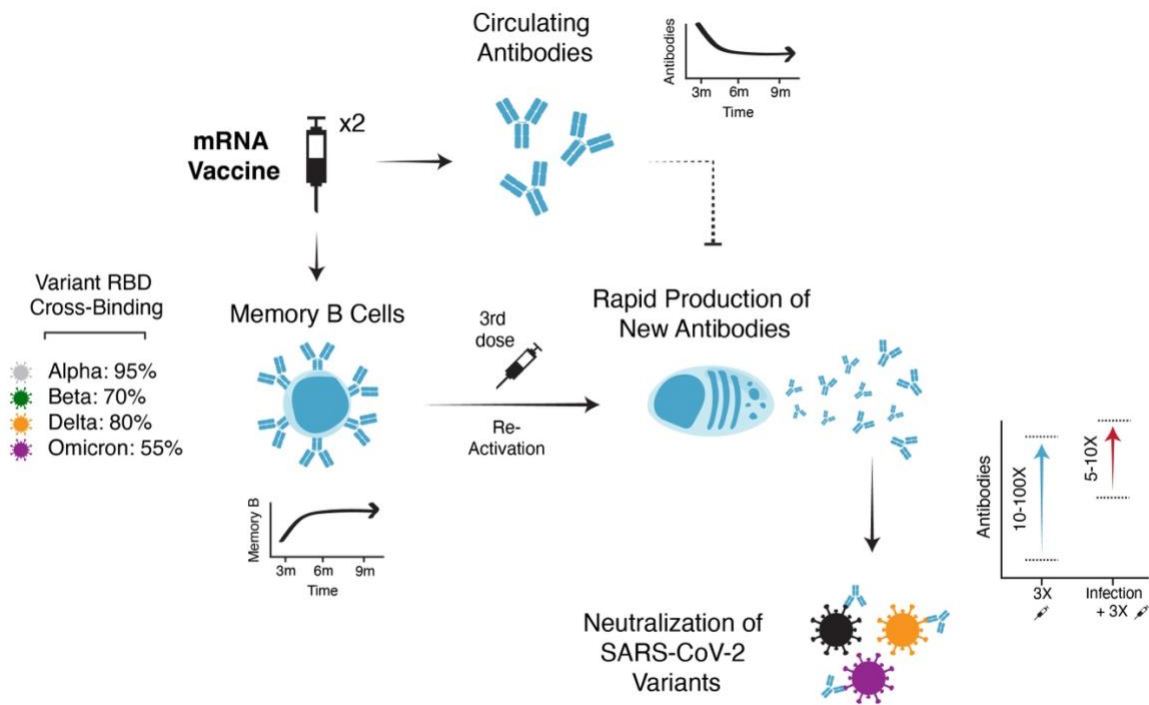 Circulating
Antibodies
Antibodies
3m 6m 9m
Time
mRNA
Vaccine
x2
Variant RBD
Cross-Binding
Alpha: 95%
Beta: 70%
Delta: 80%
Omicron: 55%
Memory B Cells
3rd
dose
Re-
Activation
Rapid Production of
New Antibodies
Memory B
3m 6m 9m
Time
Antibodies
10-100X
5-10X
3X
Infection
+ 3X
Neutralization of
SARS-CoV-2
Variants